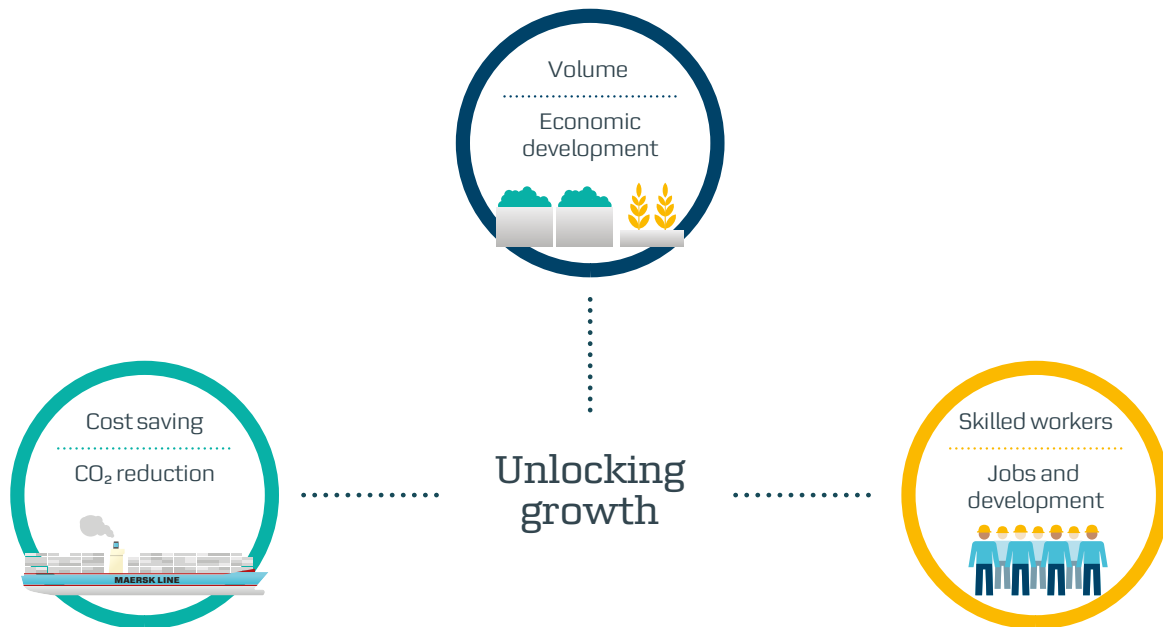 Volume
Economic
development
Cost saving
CO₂ reduction
MAERSK LINE
Unlocking
growth
Skilled workers
Jobs and
development